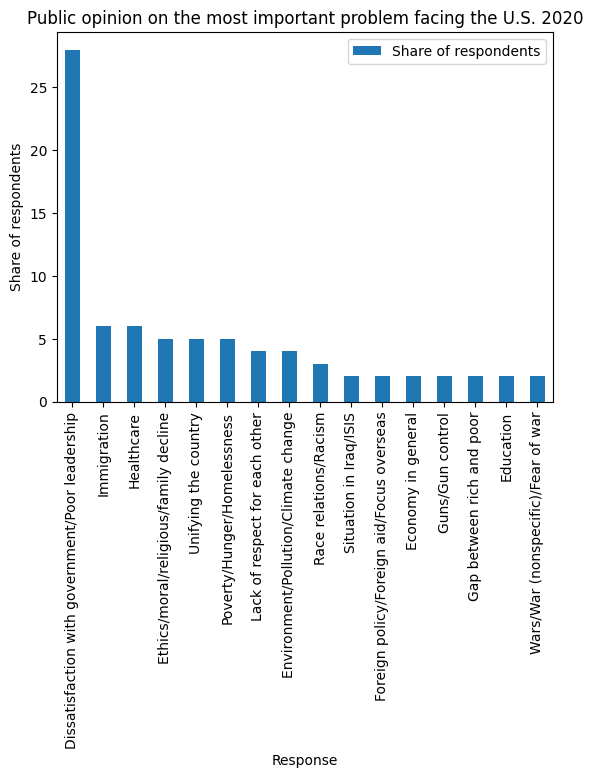 Public opinion on the most important problem facing the U.S. 2020
Share of respondents
Share of respondents
25
20
15
10
5
0
Dissatisfaction with government/Poor leadership
Immigration
Healthcare
Ethics/moral/religious/family decline
Unifying the country
Poverty/Hunger/Homelessness
Lack of respect for each other
Environment/Pollution/Climate change
Race relations/Racism
Situation in Iraq/ISIS
Foreign policy/Foreign aid/Focus overseas
Economy in general
Guns/Gun control
Gap between rich and poor
Education
Wars/War (nonspecific)/Fear of war
Response